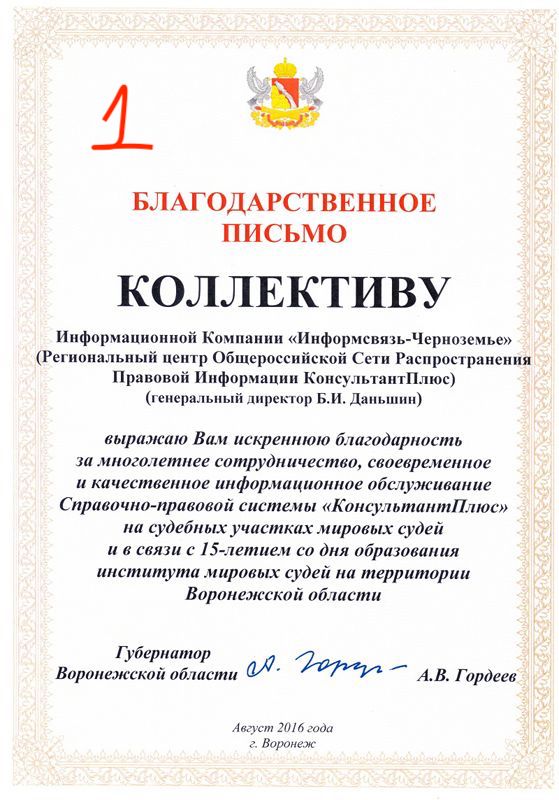 1
БЛАГОДАРСТВЕННОЕ
ПИСЬМО
КОЛЛЕКТИВУ
Информационной Компании «Информсвязь-Черноземье»
(Региональный центр Общероссийской Сети Распространения
Правовой Информации КонсультантПлюс)
(генеральный директор Б.И. Даньшин)
выражаю Вам искреннюю благодарность
за многолетнее сотрудничество, своевременное
и качественное информационное обслуживание
Справочно-правовой системы «КонсультантПлюс»
на судебных участках мировых судей
и в связи с 15-летием со дня образования
института мировых судей на территории
Воронежской области
Губернатор
Воронежской области А.В. Гордеев
Август 2016 года
г. Воронеж